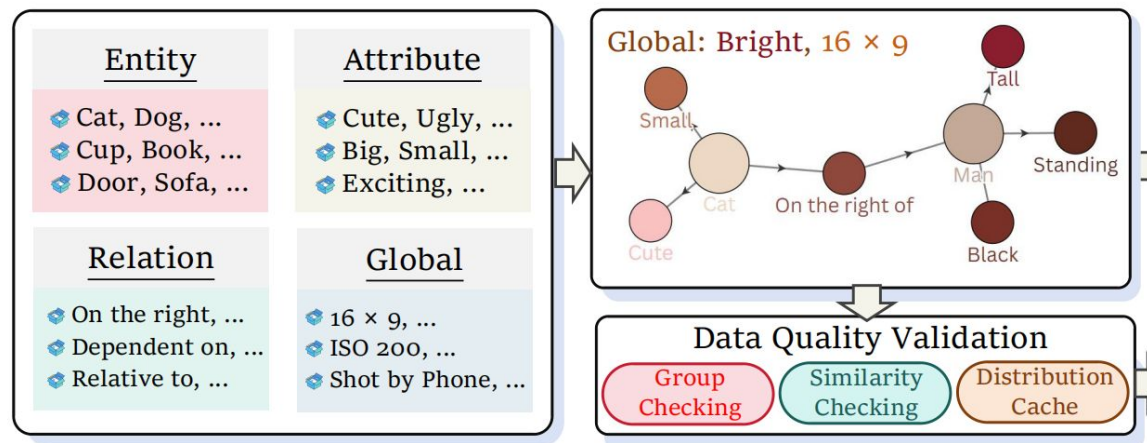 Entity
Cat, Dog, ...
Cup, Book, ...
Door, Sofa, ...
Attribute
Cute, Ugly, ...
Big, Small, ...
Exciting, ...
Relation
On the right, ...
Dependent on, ...
Relative to, ...
Global
16 × 9, ...
ISO 200, ...
Shot by Phone, ...
Global: Bright, 16 × 9
Tall
Small
Standing
Man
Cat
On the right of
Cute
Black
Data Quality Validation
Group
Checking
Similarity
Checking
Distribution
Cache